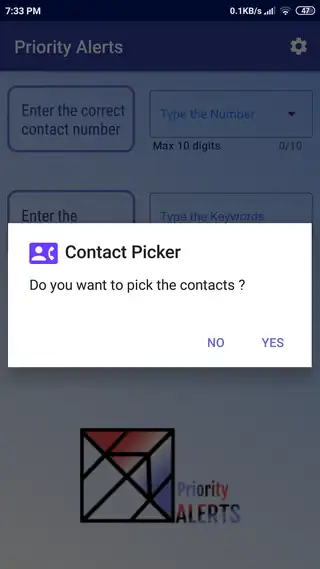 7:33 PM 0.1KB/s 47
Priority Alerts
Enter the correct Type the Number
contact number
Max 10 digits 0/10
Enter the Type the Keywords
Contact Picker
Do you want to pick the contacts ?
NO YES
Priority
ALERTS